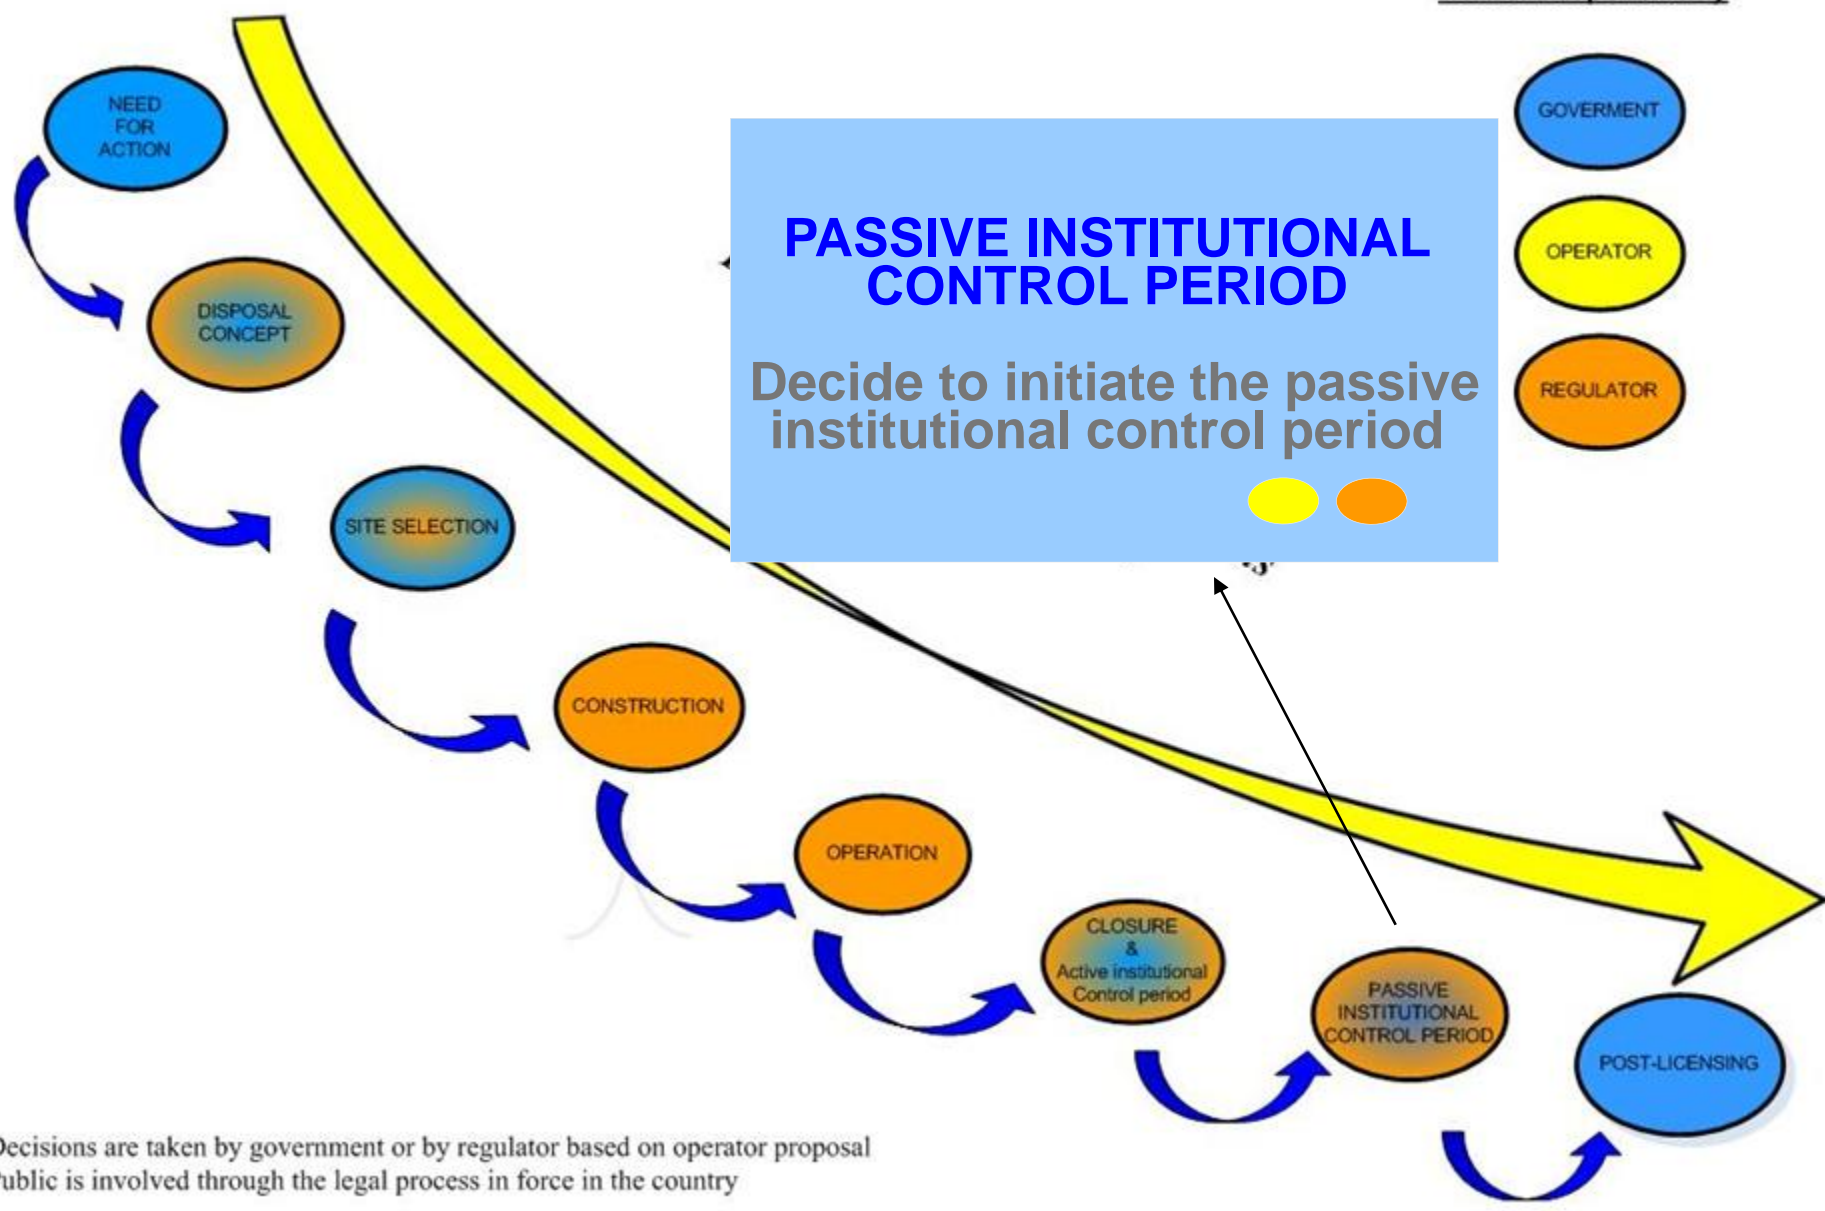 NEED
FOR
ACTION
DISPOSAL
CONCEPT
SITE SELECTION
CONSTRUCTION
OPERATION
CLOSURE
&
Active institutional
Control period
PASSIVE
INSTITUTIONAL
CONTROL PERIOD
POST-LICENSING
PASSIVE INSTITUTIONAL
CONTROL PERIOD
Decide to initiate the passive
institutional control period
GOVERMENT
OPERATOR
REGULATOR
Decisions are taken by government or by regulator based on operator proposal
Public is involved through the legal process in force in the country